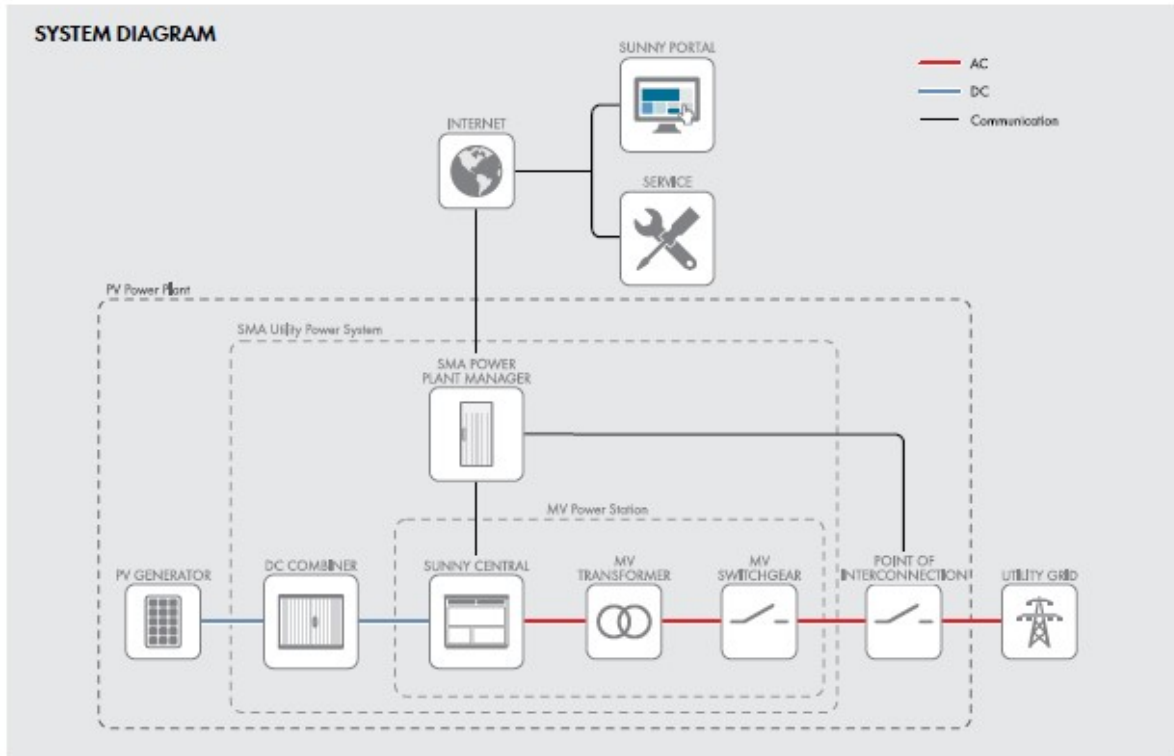 SYSTEM DIAGRAM
SUNNY PORTAL
AC
DC
Communication
INTERNET
SERVICE
PV Power Plant
SMA Utility Power System
SMA POWER
PLANT MANAGER
MV Power Station
PV GENERATOR
DC COMBINER
SUNNY CENTRAL
MV
TRANSFORMER
MV
SWITCHGEAR
POINT OF
INTERCONNECTION
UTILITY GRID